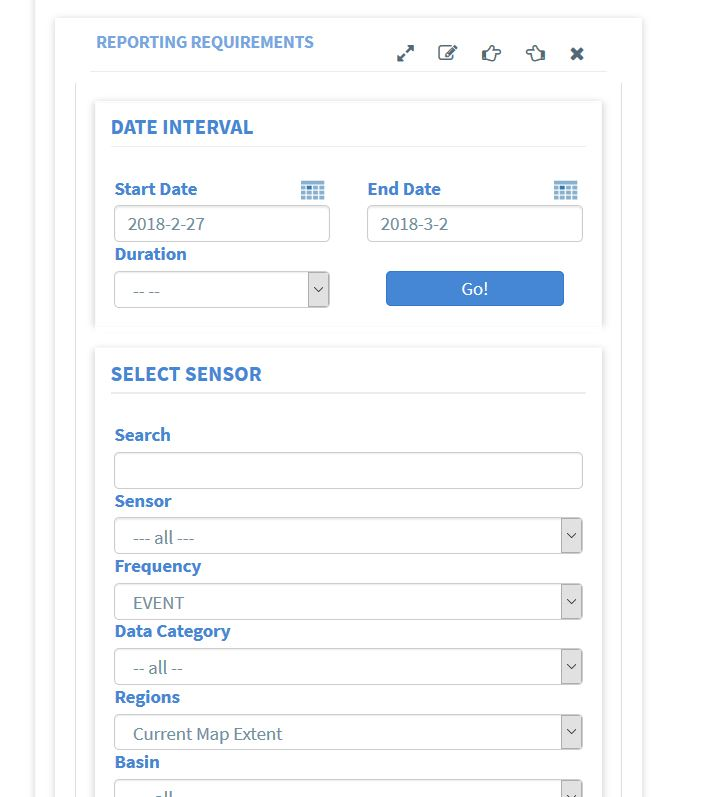 REPORTING REQUIREMENTS
DATE INTERVAL
Start Date
End Date
2018-2-27
2018-3-2
Duration
-- --
Go!
SELECT SENSOR
Search
Sensor
--- all ---
Frequency
EVENT
Data Category
-- all --
Regions
Current Map Extent
Basin